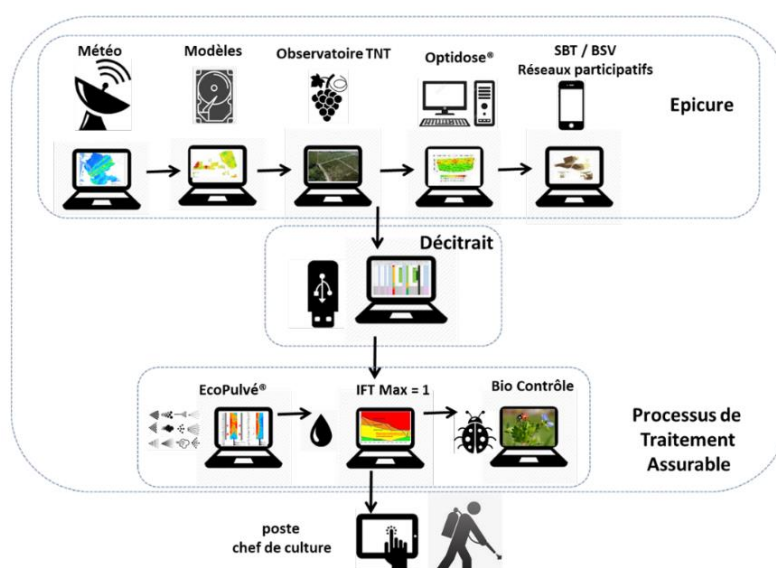 Météo
Modèles
Observatoire TNT
Optidose®
SBT / BSV
Réseaux participatifs
Epicure
Décitrait
EcoPulvé®
IFT Max = 1
Bio Contrôle
Processus de
Traitement
Assurable
poste
chef de culture